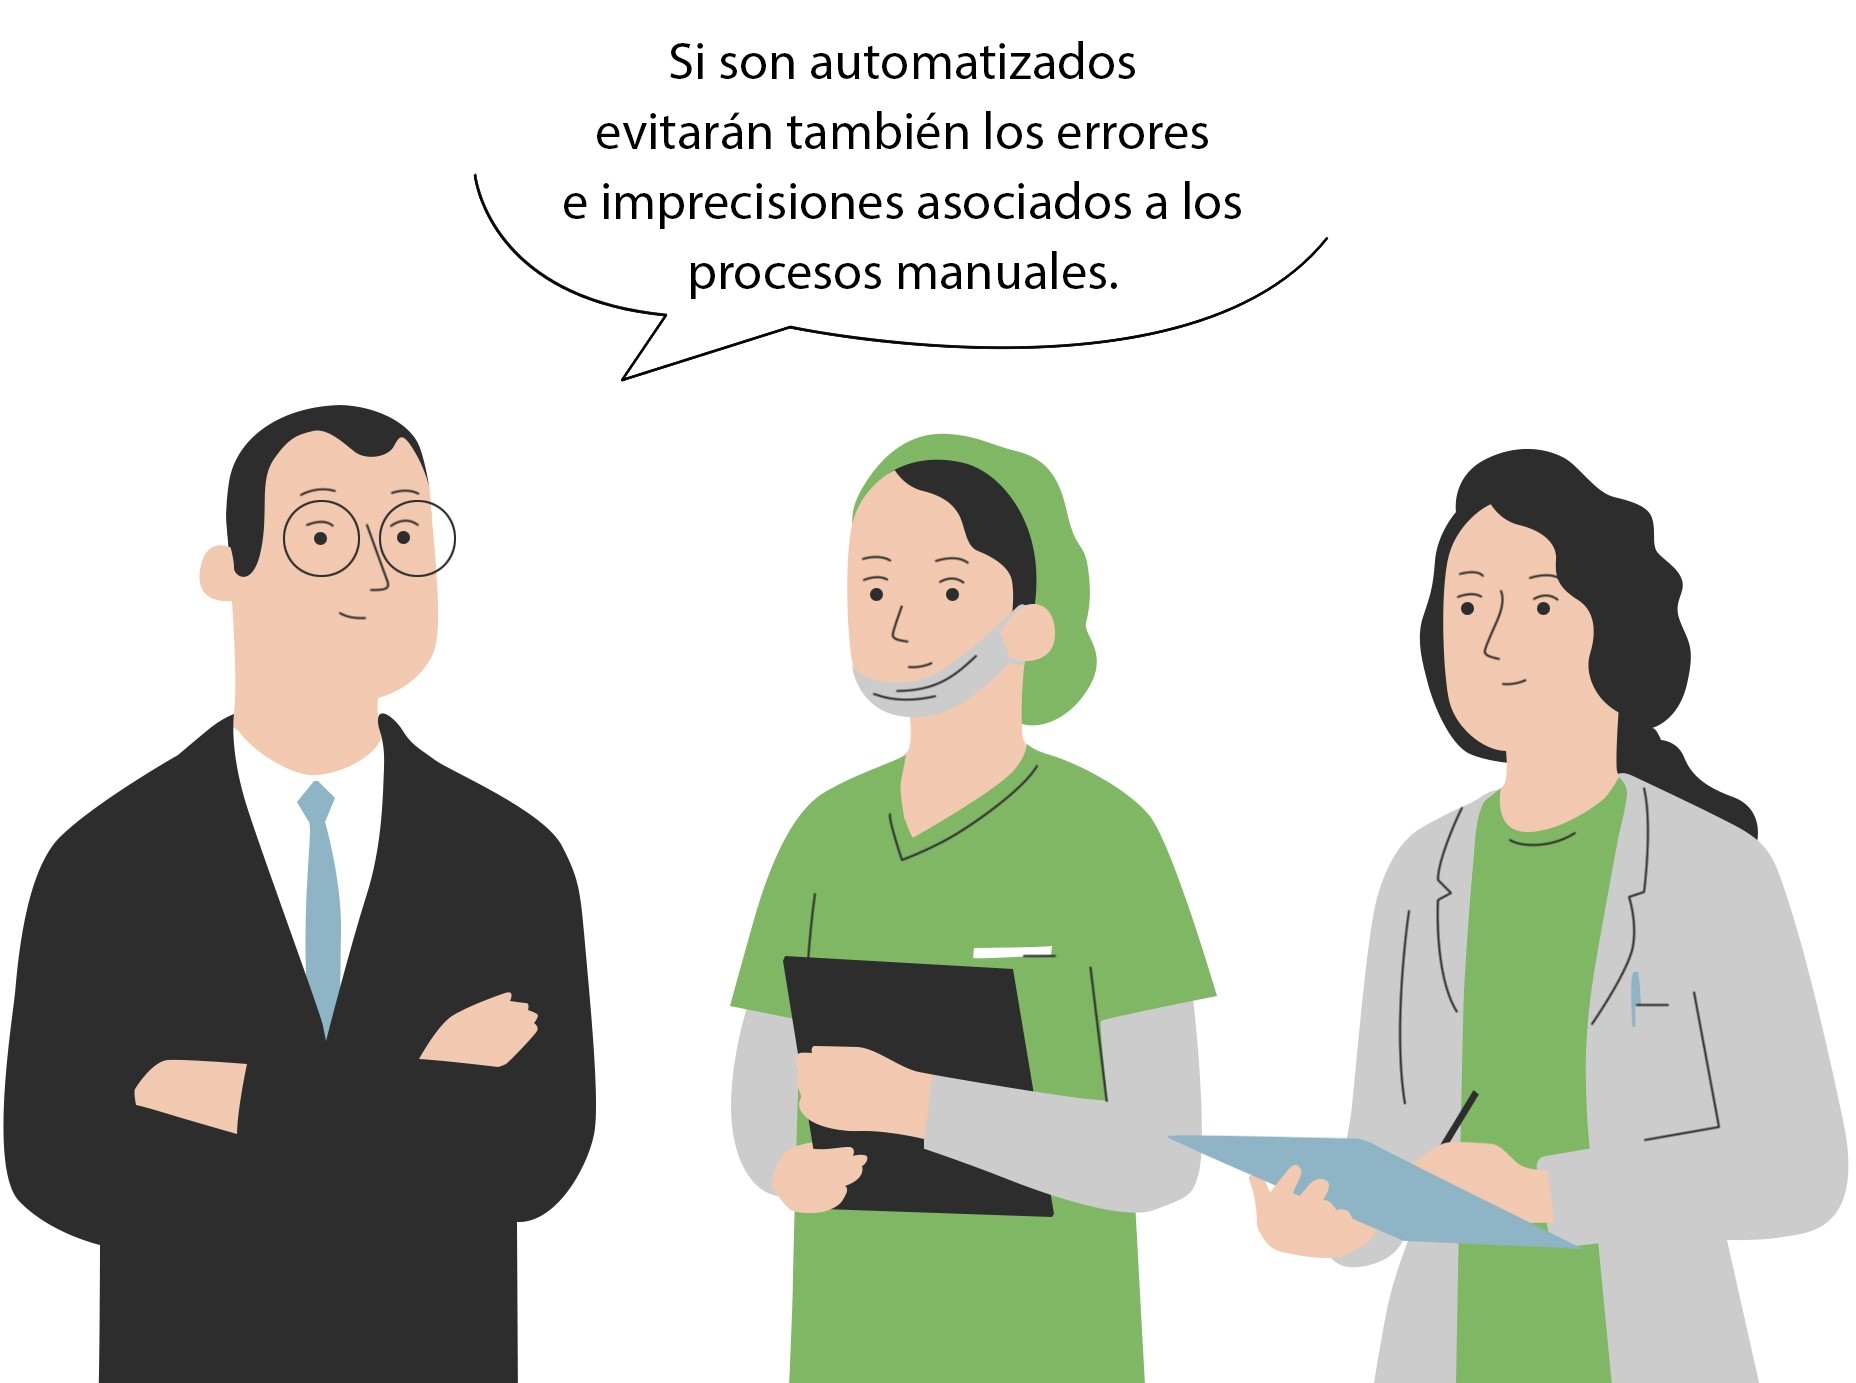 Si son automatizados
evitarán también los errores
e imprecisiones asociados a los
procesos manuales.